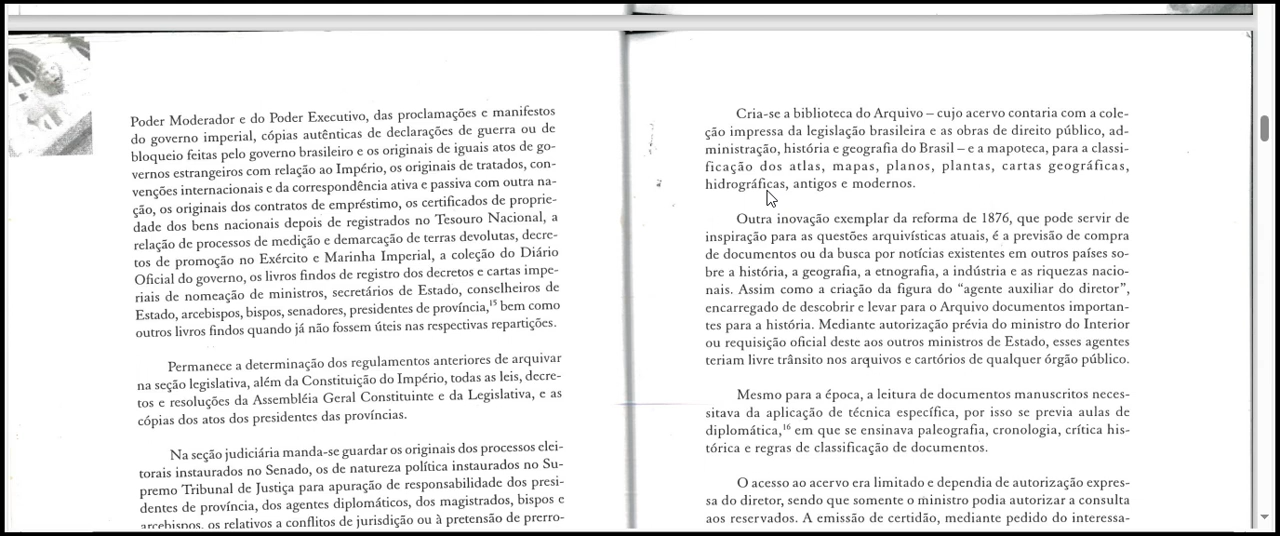 Poder Moderador e do Poder Executivo, das proclamações e manifestos
do governo imperial, cópias autênticas de declarações de guerra ou de
bloqueio feitas pelo governo brasileiro e os originais de iguais atos de go-
vernos estrangeiros com relação ao Império, os originais de tratados, con-
venções internacionais e da correspondência ativa e passiva com outra na-
ção, os originais dos contratos de empréstimo, os certificados de proprie-
dade dos bens nacionais depois de registrados no Tesouro Nacional, a
relação de processos de medição e demarcação de terras devolutas, decre-
tos de promoção no Exército e Marinha Imperial, a coleção do Diário
Oficial do governo, os livros findos de registro dos decretos e cartas impe-
riais de nomeação de ministros, secretários de Estado, conselheiros de
Estado, arcebispos, bispos, senadores, presidentes de província,15 bem como
outros livros findos quando já não fossem úteis nas respectivas repartições.
Permanece a determinação dos regulamentos anteriores de arquivar
na seção legislativa, além da Constituição do Império, todas as leis, decre-
tos e resoluções da Assembléia Geral Constituinte e da Legislativa, e as
cópias dos atos dos presidentes das províncias.
Na seção judiciária manda-se guardar os originais dos processos elei-
torais instaurados no Senado, os de natureza política instaurados no Su-
premo Tribunal de Justiça para apuração de responsabilidade dos presi-
dentes de província, dos agentes diplomáticos, dos magistrados, bispos e
arcebispos, os relativos a conflitos de jurisdição ou à pretensão de prerro-
Cria-se a biblioteca do Arquivo – cujo acervo contaria com a cole-
ção impressa da legislação brasileira e as obras de direito público, ad-
ministração, história e geografia do Brasil – e a mapoteca, para a classi-
ficação dos atlas, mapas, planos, plantas, cartas geográficas,
hidrográficas, antigos e modernos.
Outra inovação exemplar da reforma de 1876, que pode servir de
inspiração para as questões arquivísticas atuais, é a previsão de compra
de documentos ou da busca por notícias existentes em outros países so-
bre a história, a geografia, a etnografia, a indústria e as riquezas nacio-
nais. Assim como a criação da figura do “agente auxiliar do diretor”,
encarregado de descobrir e levar para o Arquivo documentos importan-
tes para a história. Mediante autorização prévia do ministro do Interior
ou requisição oficial deste aos outros ministros de Estado, esses agentes
teriam livre trânsito nos arquivos e cartórios de qualquer órgão público.
Mesmo para a época, a leitura de documentos manuscritos neces-
sitava da aplicação de técnica específica, por isso se previa aulas de
diplomática,16 em que se ensinava paleografia, cronologia, crítica his-
tórica e regras de classificação de documentos.
O acesso ao acervo era limitado e dependia de autorização expres-
sa do diretor, sendo que somente o ministro podia autorizar a consulta
aos reservados. A emissão de certidão, mediante pedido do interessa-